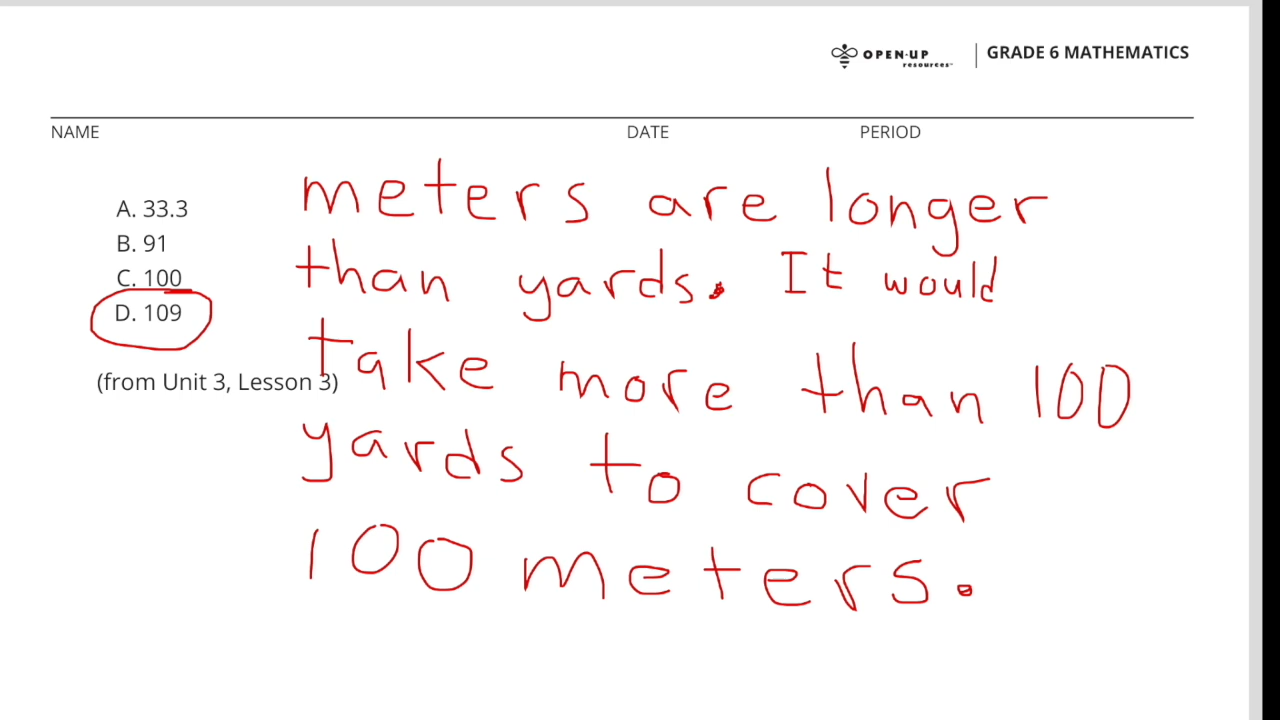 OPEN-UP resources™ | GRADE 6 MATHEMATICS
NAME DATE PERIOD
A. 33.3
B. 91
C. 100
D. 109
(from Unit 3, Lesson 3)
meters are longer
than yards. It would
take more than 100
yards to cover
100 meters.